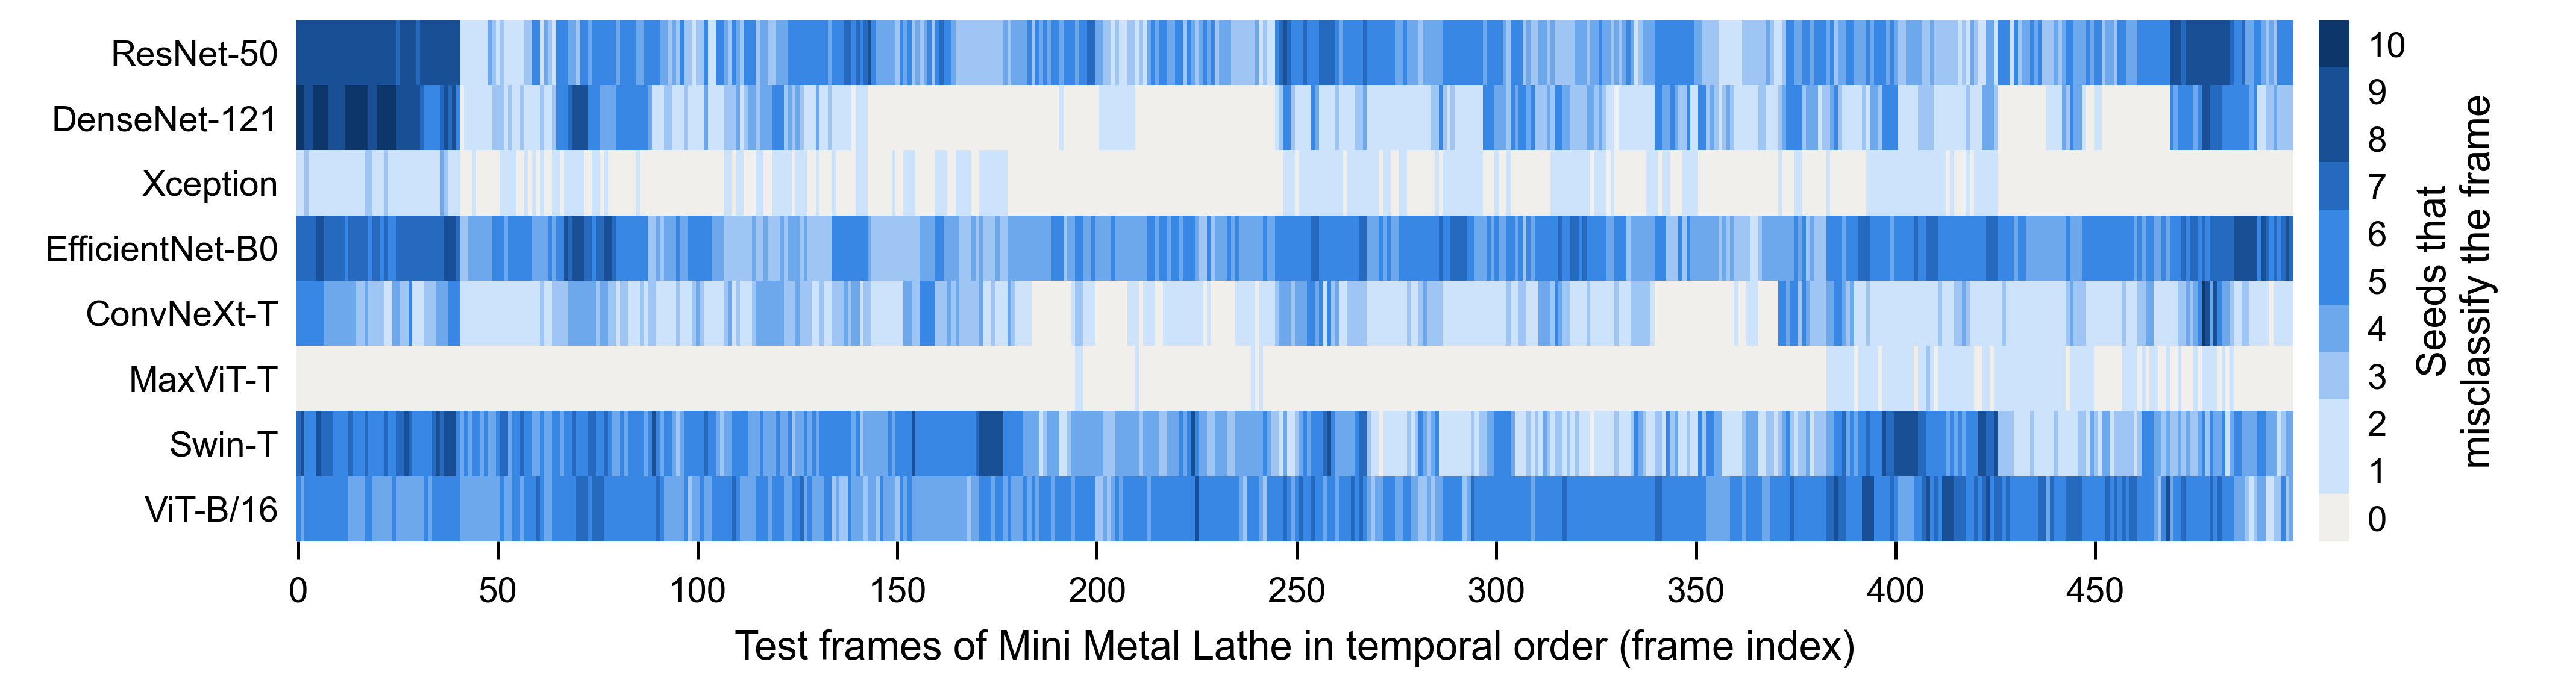 ResNet-50
DenseNet-121
Xception
EfficientNet-B0
ConvNeXt-T
MaxViT-T
Swin-T
ViT-B/16
0 50 100 150 200 250 300 350 400 450
Test frames of Mini Metal Lathe in temporal order (frame index)
10
9
8
7
6
5
4
3
2
1
0
Seeds that
misclassify the frame